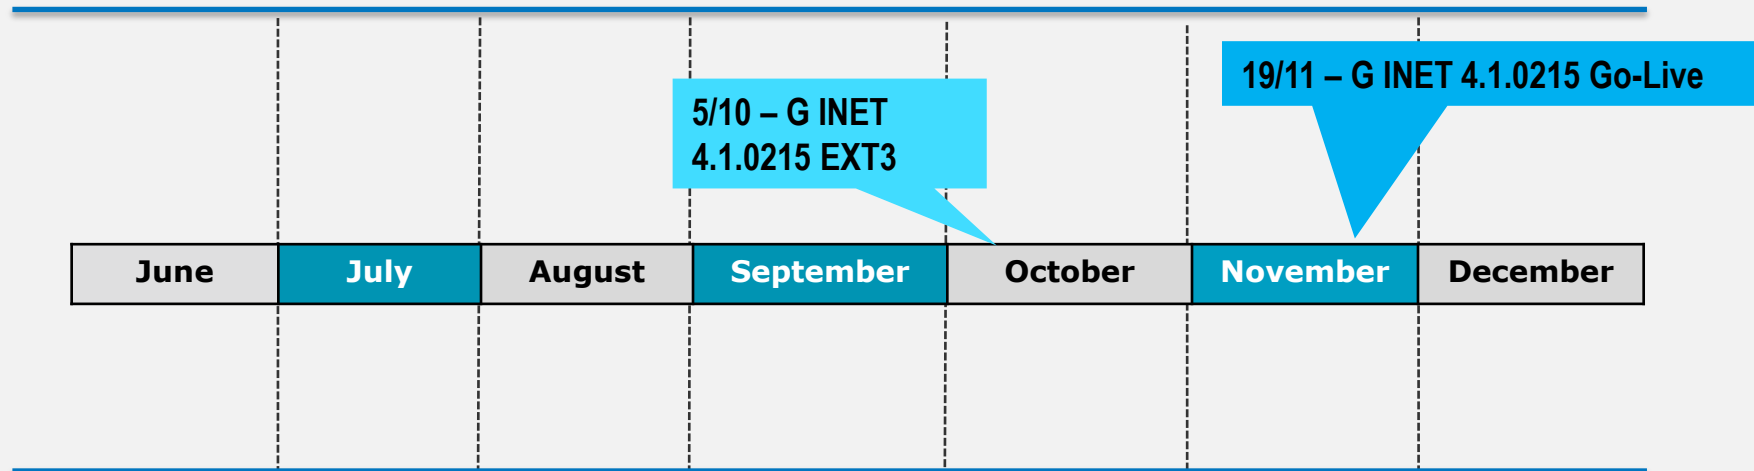 19/11 – G INET 4.1.0215 Go-Live
5/10 – G INET
4.1.0215 EXT3
June July August September October November December